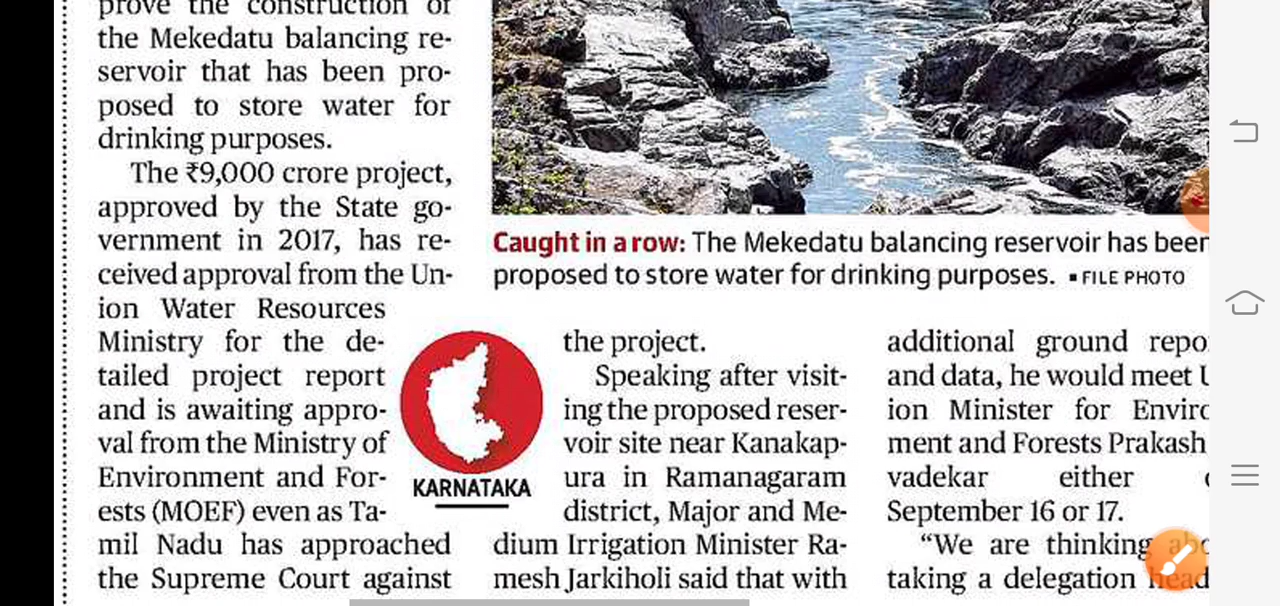 prove the construction of
the Mekedatu balancing re-
servoir that has been pro-
posed to store water for
drinking purposes.
The ₹9,000 crore project,
approved by the State go-
vernment in 2017, has re-
ceived approval from the Un-
ion Water Resources
Ministry for the de-
tailed project report
and is awaiting appro-
val from the Ministry of
Environment and For-
ests (MOEF) even as Ta-
mil Nadu has approached
the Supreme Court against
Caught in a row: The Mekedatu balancing reservoir has been
proposed to store water for drinking purposes. ▪ FILE PHOTO
KARNATAKA
the project.
Speaking after visit-
ing the proposed reser-
voir site near Kanakap-
ura in Ramanagaram
district, Major and Me-
dium Irrigation Minister Ra-
mesh Jarkiholi said that with
additional ground repo
and data, he would meet U
ion Minister for Enviro
ment and Forests Prakash
vadekar either
September 16 or 17.
“We are thinking
taking a delegation head